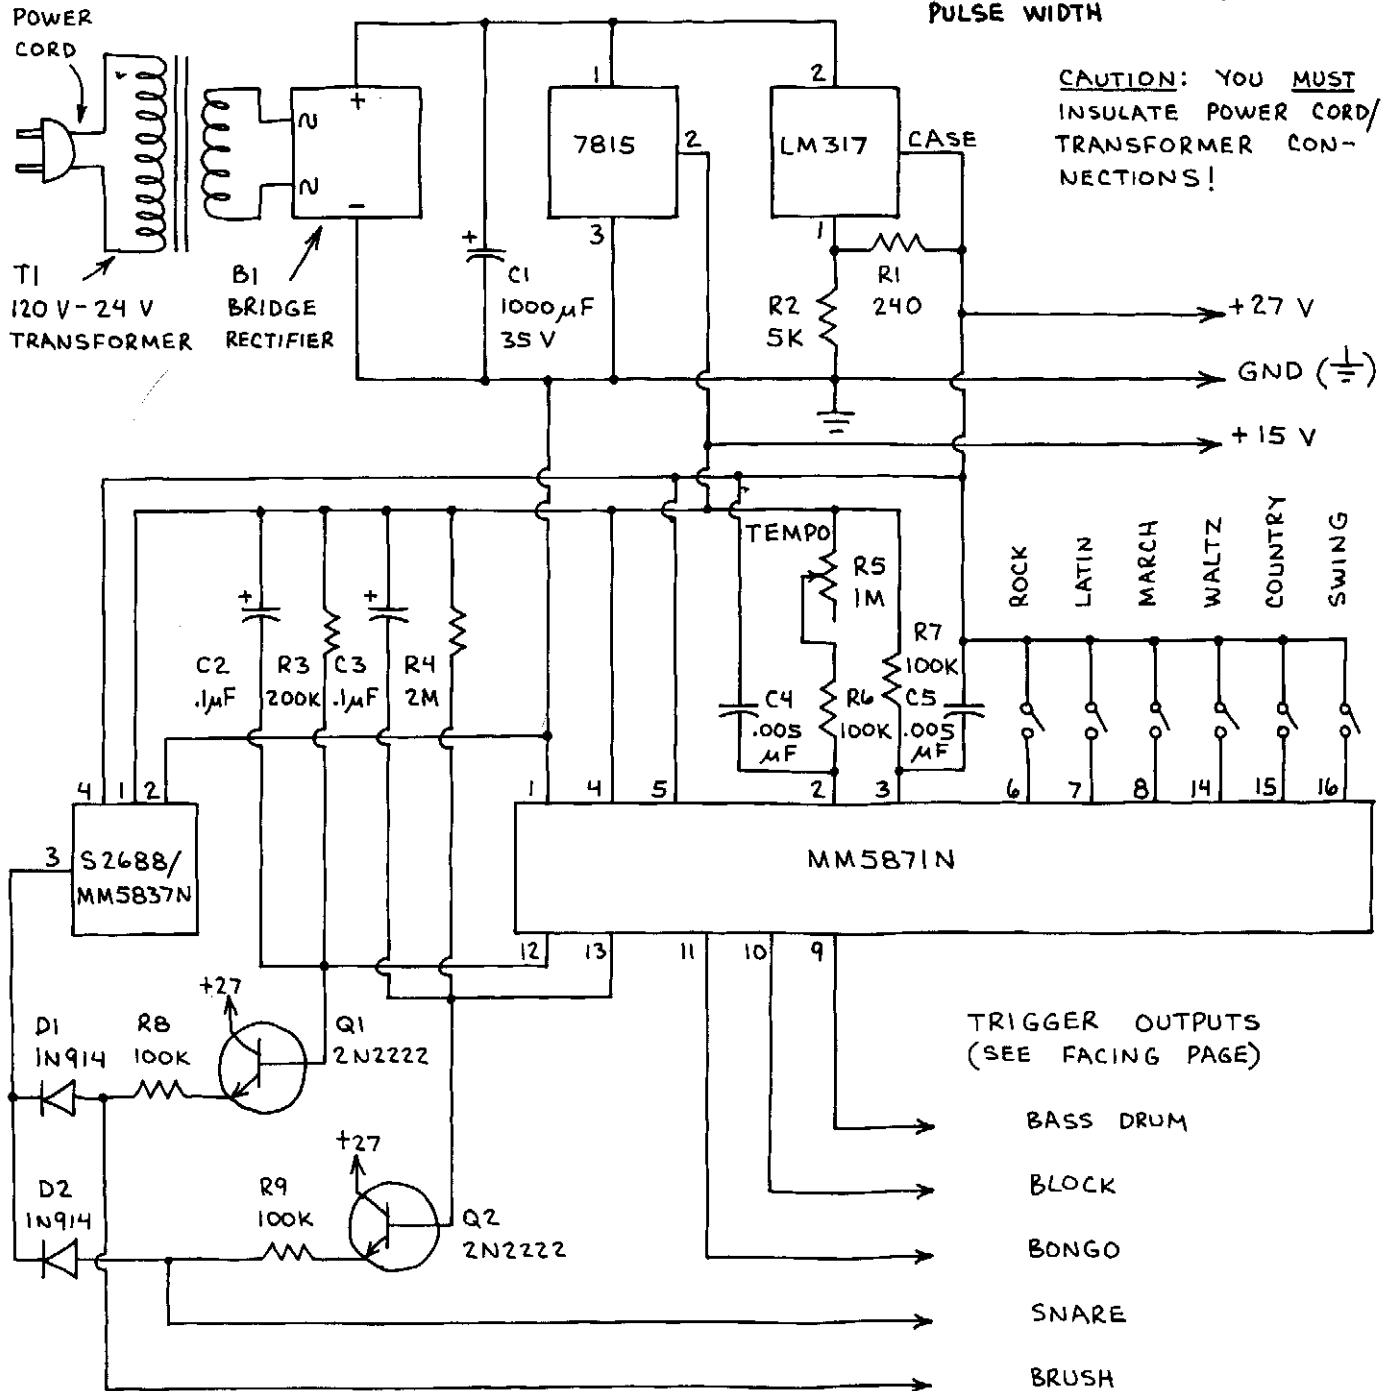 POWER
CORD
PULSE WIDTH
CAUTION: YOU MUST
INSULATE POWER CORD/
TRANSFORMER CON-
NECTIONS!
+
~
~
-
1
7815
2
3
2
LM317
CASE
1
T1
120 V-24 V
TRANSFORMER
B1
BRIDGE
RECTIFIER
+
C1
1000µF
35 V
R2
5K
R1
240
+27 V
GND (⏚)
+15 V
TEMPO
R5
1M
ROCK
LATIN
MARCH
WALTZ
COUNTRY
SWING
+
C2
.1µF
R3
200K
+
C3
.1µF
R4
2M
C4
.005
µF
R6
100K
R7
100K
C5
.005
µF
4
1
2
3
S2688/
MM5837N
1
4
5
2
3
6
7
8
14
15
16
MM5871N
12
13
11
10
9
+27
D1
1N914
R8
100K
Q1
2N2222
+27
D2
1N914
R9
100K
Q2
2N2222
TRIGGER OUTPUTS
(SEE FACING PAGE)
BASS DRUM
BLOCK
BONGO
SNARE
BRUSH